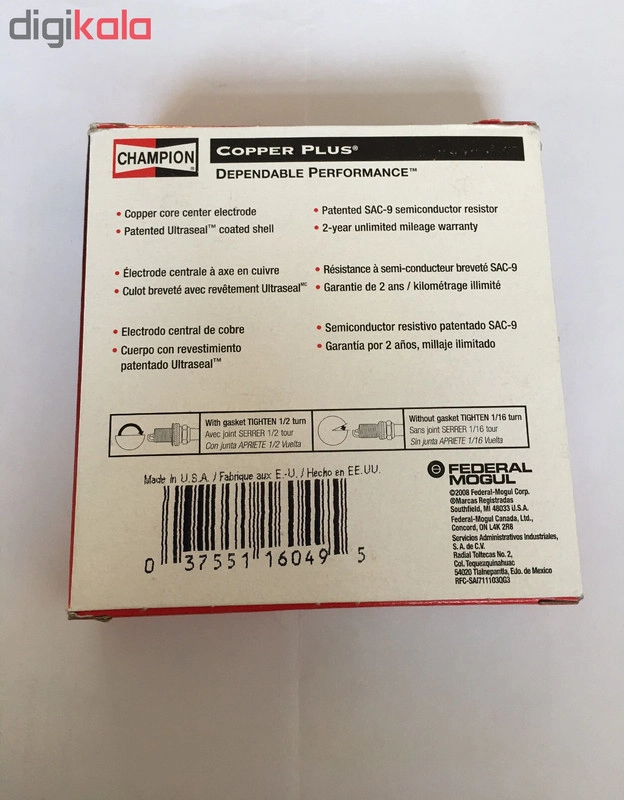 digikala
CHAMPION
COPPER PLUS®
DEPENDABLE PERFORMANCE™
• Copper core center electrode
• Patented Ultraseal™ coated shell
• Patented SAC-9 semiconductor resistor
• 2-year unlimited mileage warranty
• Électrode centrale à axe en cuivre
• Culot breveté avec revêtement Ultraseal MC
• Résistance à semi-conducteur breveté SAC-9
• Garantie de 2 ans / kilométrage illimité
• Electrodo central de cobre
• Cuerpo con revestimiento
patentado Ultraseal™
• Semiconductor resistivo patentado SAC-9
• Garantía por 2 años, millaje ilimitado
With gasket TIGHTEN 1/2 turn
Avec joint SERRER 1/2 tour
Con junta APRIETE 1/2 Vuelta
Without gasket TIGHTEN 1/16 turn
Sans joint SERRER 1/16 tour
Sin junta APRIETE 1/16 Vuelta
Made in U.S.A. / Fabrique aux E.-U. / Hecho en EE.UU.
0 37551 16049 5
FEDERAL
MOGUL
©2008 Federal-Mogul Corp.
®Marcas Registradas
Southfield, MI 48033 U.S.A.
Federal-Mogul Canada, Ltd.,
Concord, ON L4K 2R8
Servicios Administrativos Industriales,
S.A. de C.V.
Radial Toltecas No. 2,
Col. Tequexquinahuac
54020 Tlalnepantla, Edo. de Mexico
RFC-SAI711103QG3